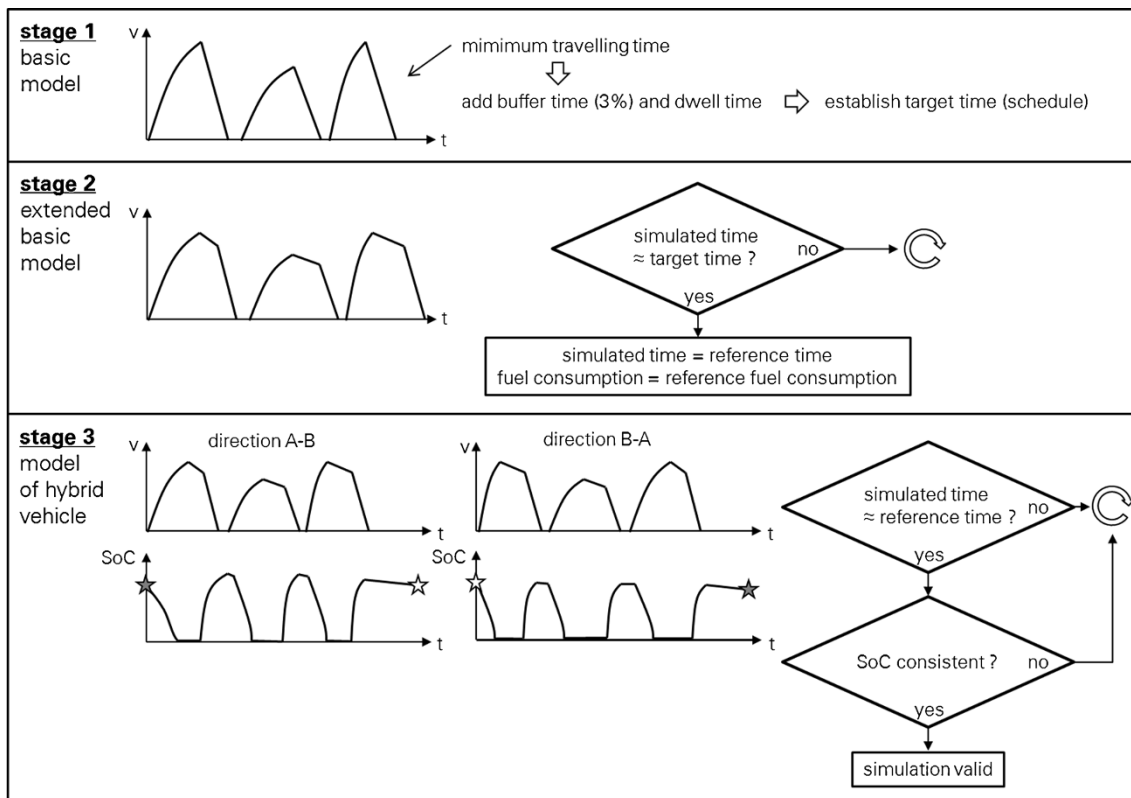 stage 1
basic
model
v
t
mimimum travelling time
add buffer time (3%) and dwell time
establish target time (schedule)
stage 2
extended
basic
model
v
t
simulated time
≈ target time ?
no
yes
simulated time = reference time
fuel consumption = reference fuel consumption
stage 3
model
of hybrid
vehicle
direction A-B
v
t
SoC
t
direction B-A
v
t
SoC
t
simulated time
≈ reference time ?
no
yes
SoC consistent ?
no
yes
simulation valid